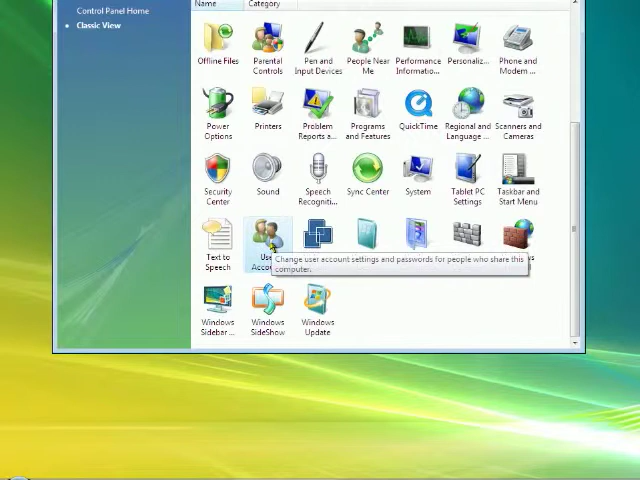 Control Panel Home
Classic View
Name
Category
Offline Files
Parental
Controls
Pen and
Input Devices
People Near
Me
Performance
Informatio...
Personaliz...
Phone and
Modem ...
Power
Options
Printers
Problem
Reports a...
Programs
and Features
QuickTime
Regional and
Language ...
Scanners and
Cameras
Security
Center
Sound
Speech
Recogniti...
Sync Center
System
Tablet PC
Settings
Taskbar and
Start Menu
Text to
Speech
Change user account settings and passwords for people who share this
computer.
Windows
Sidebar ...
Windows
SideShow
Windows
Update